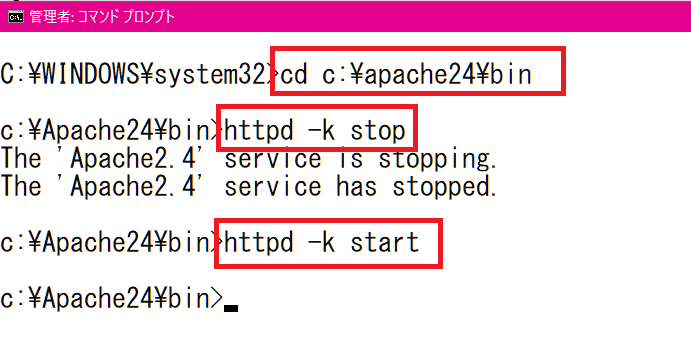 管理者: コマンド プロンプト
C:¥WINDOWS¥system32>cd c:¥apache24¥bin
c:¥Apache24¥bin>httpd -k stop
The 'Apache2.4' service is stopping.
The 'Apache2.4' service has stopped.
c:¥Apache24¥bin>httpd -k start
c:¥Apache24¥bin>